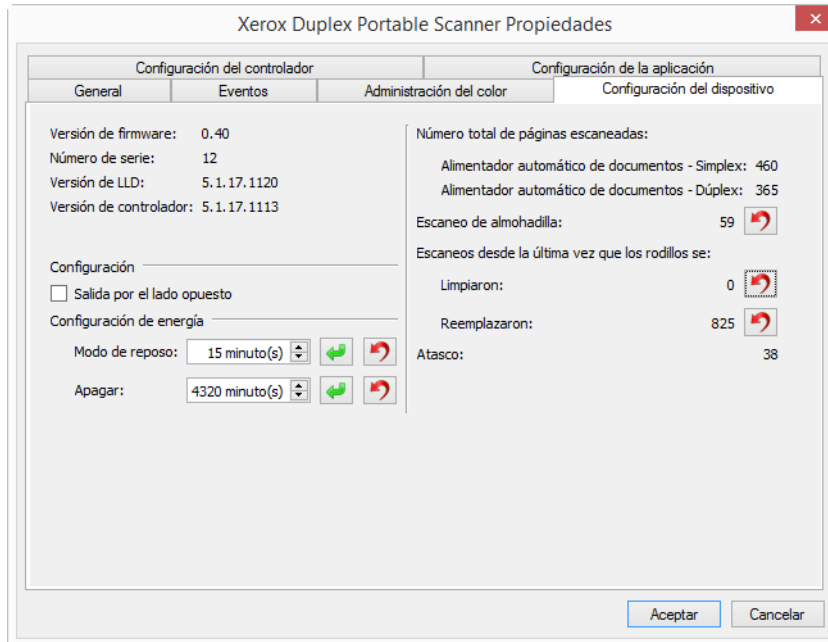 Xerox Duplex Portable Scanner Propiedades
Configuración del controlador
Configuración de la aplicación
General
Eventos
Administración del color
Configuración del dispositivo
Versión de firmware: 0.40
Número de serie: 12
Versión de LLD: 5.1.17.1120
Versión de controlador: 5.1.17.1113
Configuración
Salida por el lado opuesto
Configuración de energía
Modo de reposo: 15 minuto(s)
Apagar: 4320 minuto(s)
Número total de páginas escaneadas:
Alimentador automático de documentos - Simplex: 460
Alimentador automático de documentos - Dúplex: 365
Escaneo de almohadilla: 59
Escaneos desde la última vez que los rodillos se:
Limpiaron: 0
Reemplazaron: 825
Atasco: 38
Aceptar
Cancelar